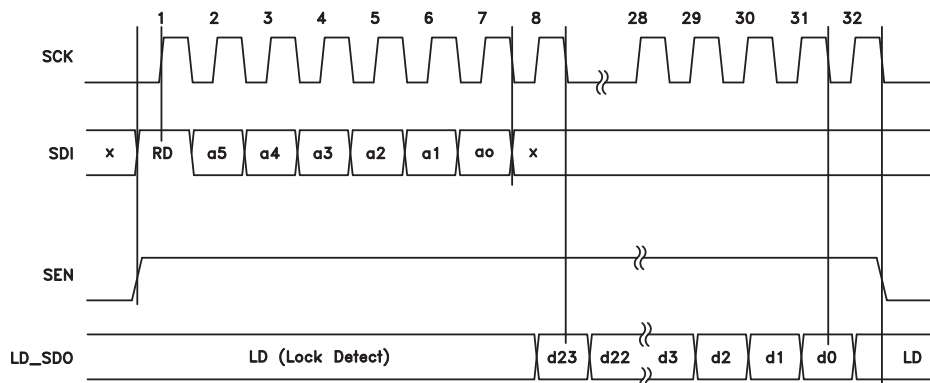 1 2 3 4 5 6 7 8 28 29 30 31 32
SCK
SDI x RD a5 a4 a3 a2 a1 ao x
SEN
LD_SDO LD (Lock Detect) d23 d22 d3 d2 d1 d0 LD